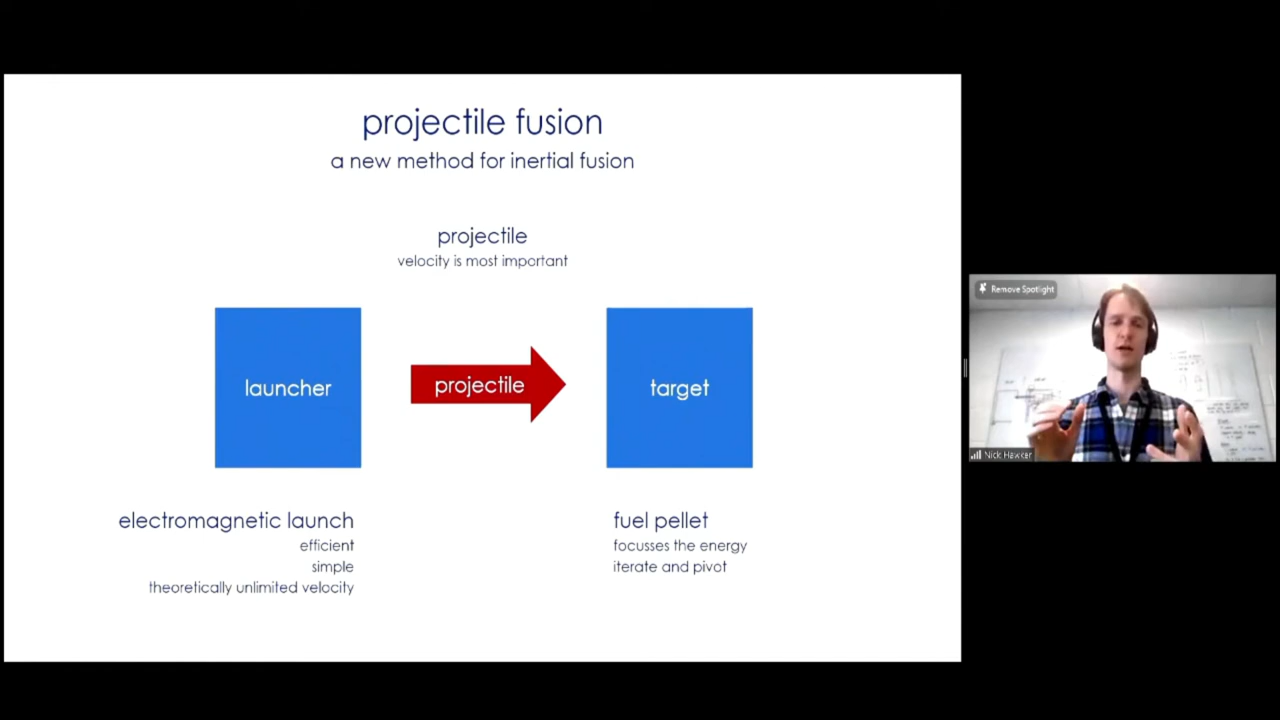 projectile fusion
a new method for inertial fusion
projectile
velocity is most important
launcher
projectile
target
electromagnetic launch
efficient
simple
theoretically unlimited velocity
fuel pellet
focusses the energy
iterate and pivot
Remove Spotlight
Nick Hawker